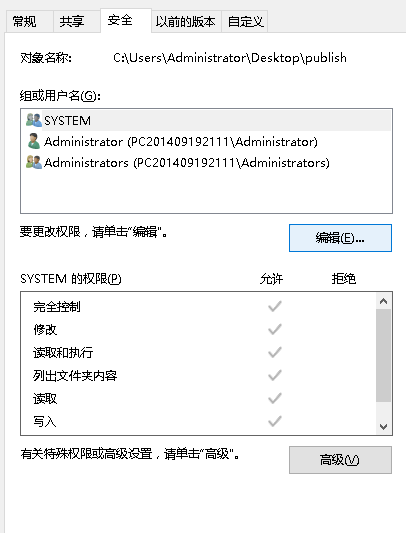 常规 共享 安全 以前的版本 自定义
对象名称: C:\Users\Administrator\Desktop\publish
组或用户名(G):
SYSTEM
Administrator (PC201409192111\Administrator)
Administrators (PC201409192111\Administrators)
要更改权限，请单击"编辑"。
编辑(E)...
SYSTEM 的权限(P) 允许 拒绝
完全控制
修改
读取和执行
列出文件夹内容
读取
写入
有关特殊权限或高级设置，请单击"高级"。
高级(V)